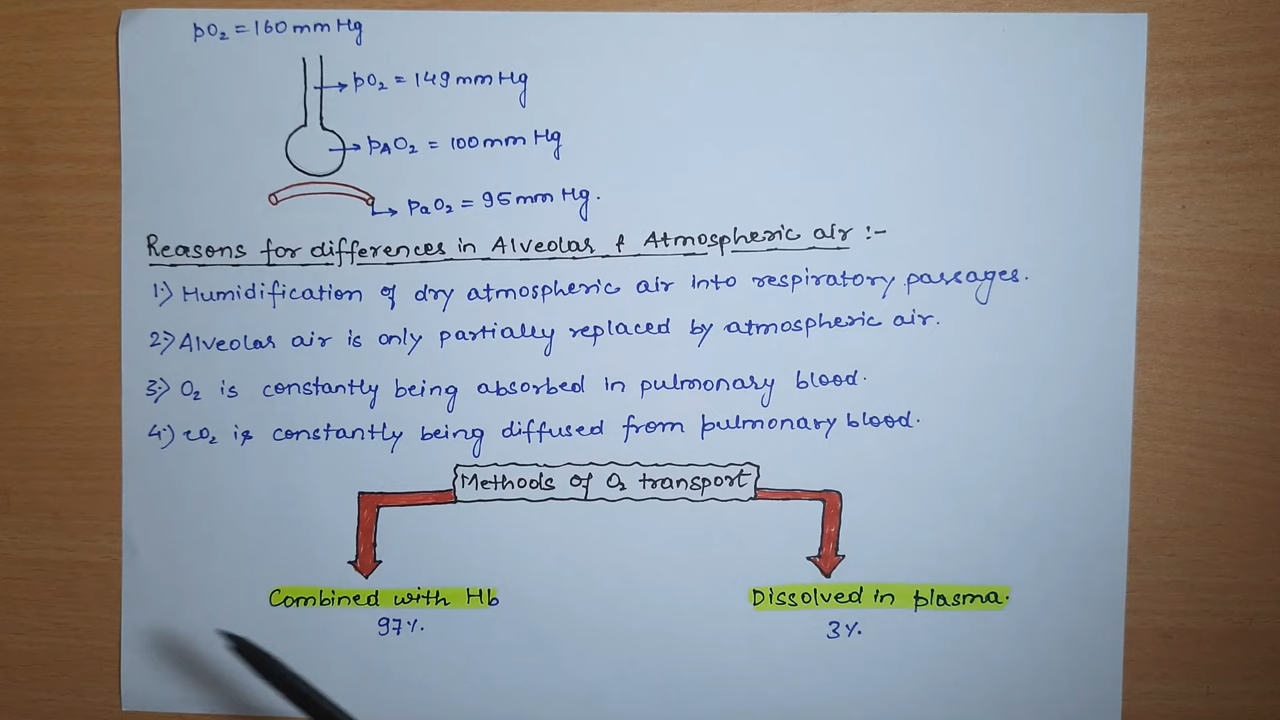 pO₂ = 160 mm Hg
pO₂ = 149 mm Hg
PAO₂ = 100 mm Hg
PaO₂ = 95 mm Hg.
Reasons for differences in Alveolar & Atmospheric air :-
1:) Humidification of dry atmospheric air into respiratory passages.
2:) Alveolar air is only partially replaced by atmospheric air.
3:) O₂ is constantly being absorbed in pulmonary blood.
4:) CO₂ is constantly being diffused from pulmonary blood.
Methods of O₂ transport
Combined with Hb
97%.
Dissolved in plasma.
3%.